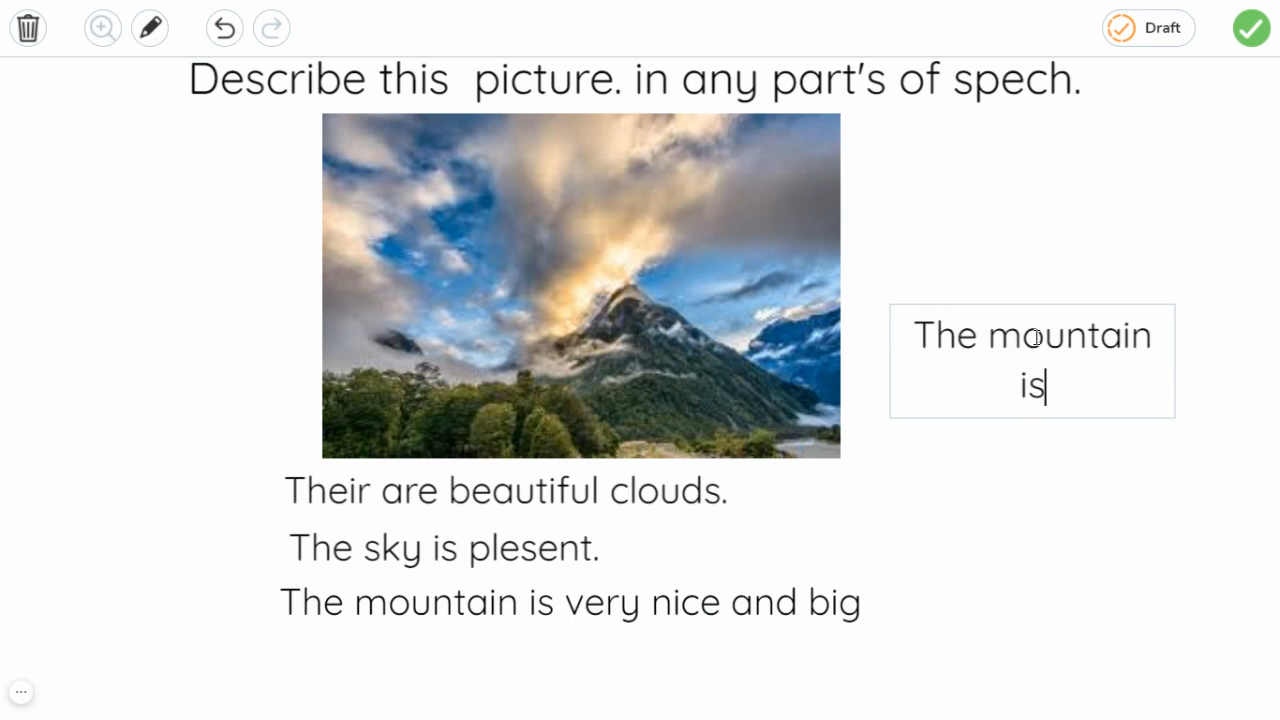 Draft
Describe this  picture. in any part's of spech.
The mountain
is
Their are beautiful clouds.
The sky is plesent.
The mountain is very nice and big